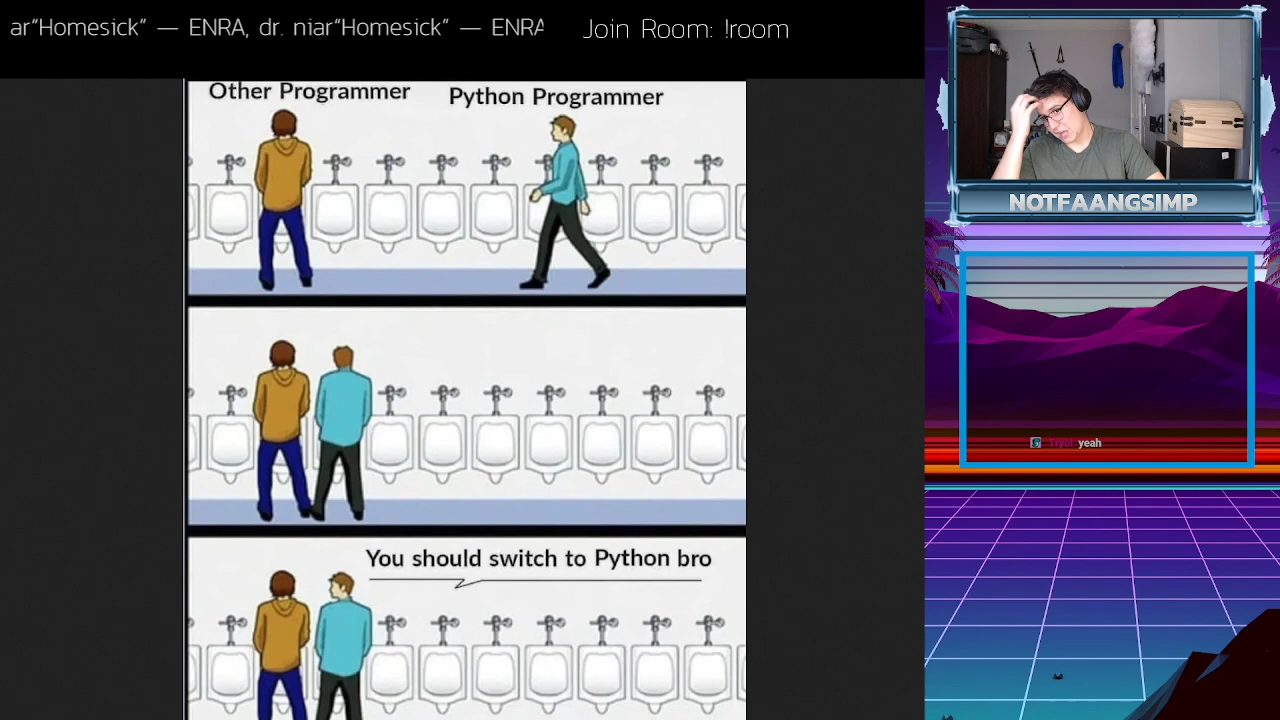 ar“Homesick” — ENRA, dr. niar“Homesick” — ENRA
Join Room: !room
Other Programmer
Python Programmer
You should switch to Python bro
NOTFAANGSIMP
Tryor yeah